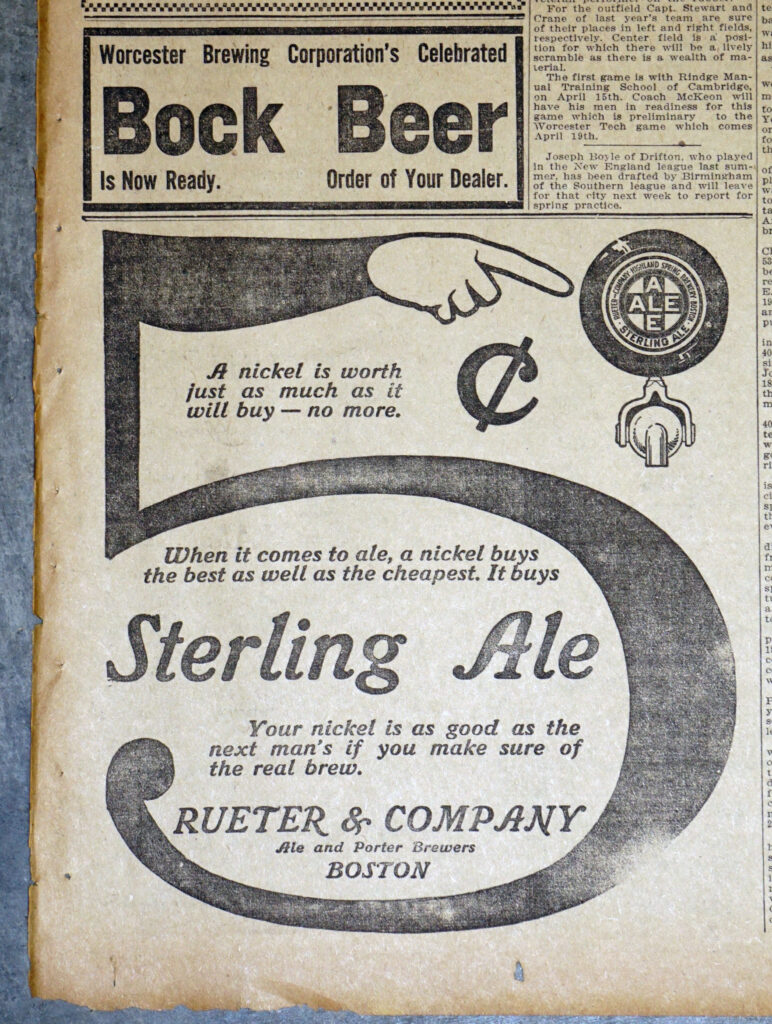 Worcester Brewing Corporation's Celebrated
Bock Beer
Is Now Ready. Order of Your Dealer.
For the outfield Capt. Stewart and
Crane of last year's team are sure
of their places in left and right fields,
respectively. Center field is a posi-
tion for which there will be a lively
scramble as there is a wealth of ma-
terial.
The first game is with Rindge Man-
ual Training School of Cambridge,
on April 15th. Coach McKeon will
have his men in readiness for this
game which is preliminary to the
Worcester Tech game which comes
April 19th.
Joseph Boyle of Drifton, who played
in the New England league last sum-
mer, has been drafted by Birmingham
of the Southern league and will leave
for that city next week to report for
spring practice.
5
¢
RUETER & COMPANY HIGHLAND SPRING BREWERY BOSTON
ALE
ALE
STERLING ALE
A nickel is worth
just as much as it
will buy — no more.
When it comes to ale, a nickel buys
the best as well as the cheapest. It buys
Sterling Ale
Your nickel is as good as the
next man's if you make sure of
the real brew.
RUETER & COMPANY
Ale and Porter Brewers
BOSTON